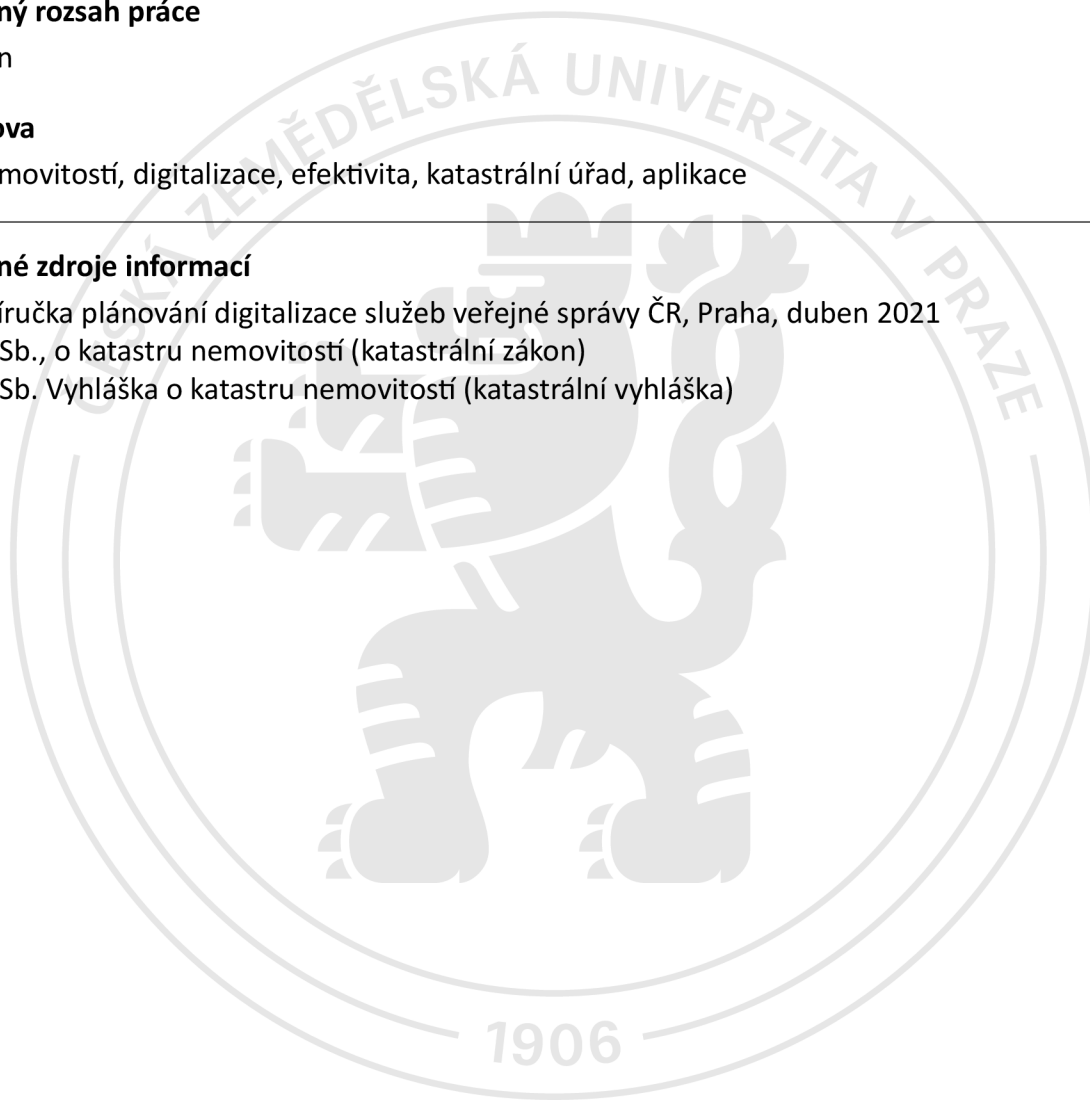 ný rozsah práce
n
ova
movitostí, digitalizace, efektivita, katastrální úřad, aplikace
né zdroje informací
íručka plánování digitalizace služeb veřejné správy ČR, Praha, duben 2021
Sb., o katastru nemovitostí (katastrální zákon)
Sb. Vyhláška o katastru nemovitostí (katastrální vyhláška)
ČESKÁ ZEMĚDĚLSKÁ UNIVERZITA V PRAZE
1906